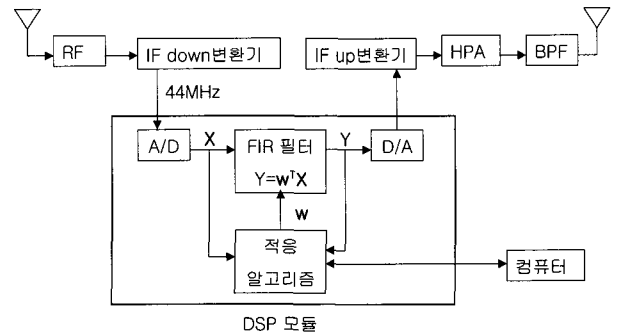 RF
IF down변환기
IF up변환기
HPA
BPF
44MHz
A/D
X
FIR 필터
Y=wᵀX
Y
D/A
w
적응
알고리즘
컴퓨터
DSP 모듈